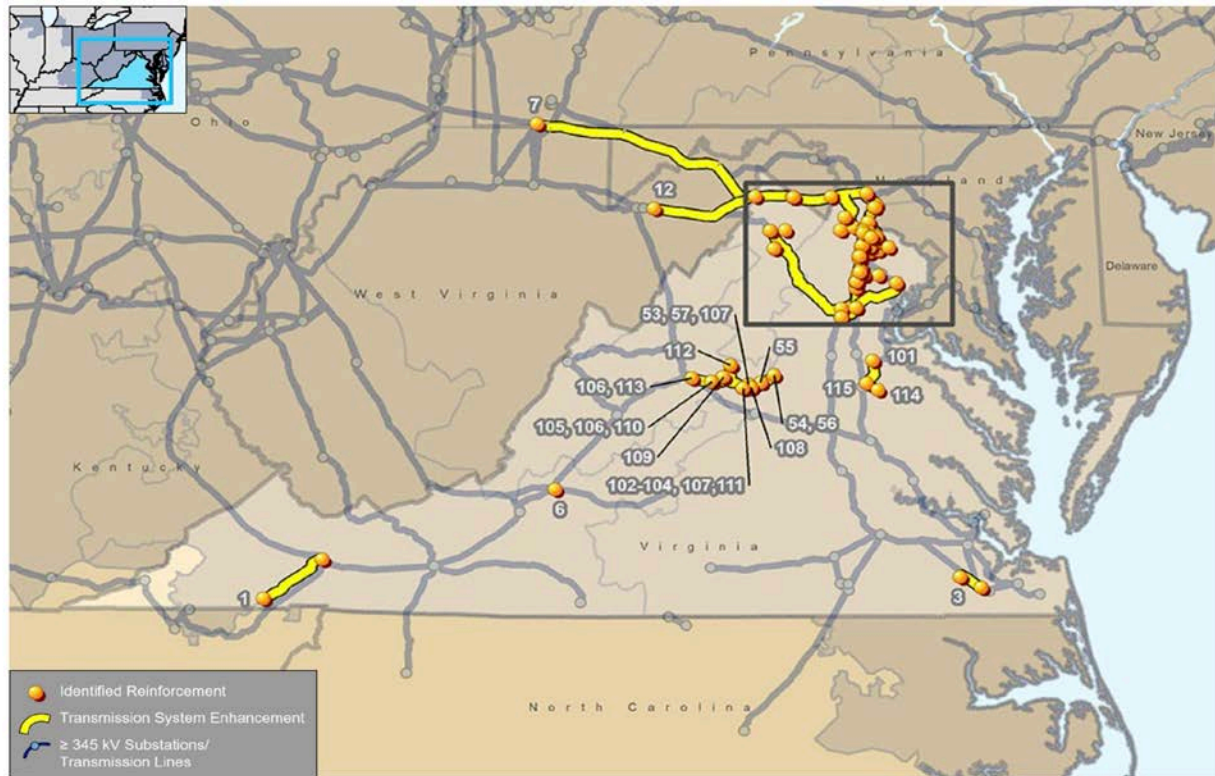 Pennsylvania
Ohio
New Jersey
7
Maryland
12
Delaware
West Virginia
53, 57, 107
55
112
101
106, 113
115
114
105, 106, 110
54, 56
109
108
Kentucky
102-104, 107,111
6
Virginia
1
3
Identified Reinforcement
Transmission System Enhancement
North Carolina
≥ 345 kV Substations/
Transmission Lines